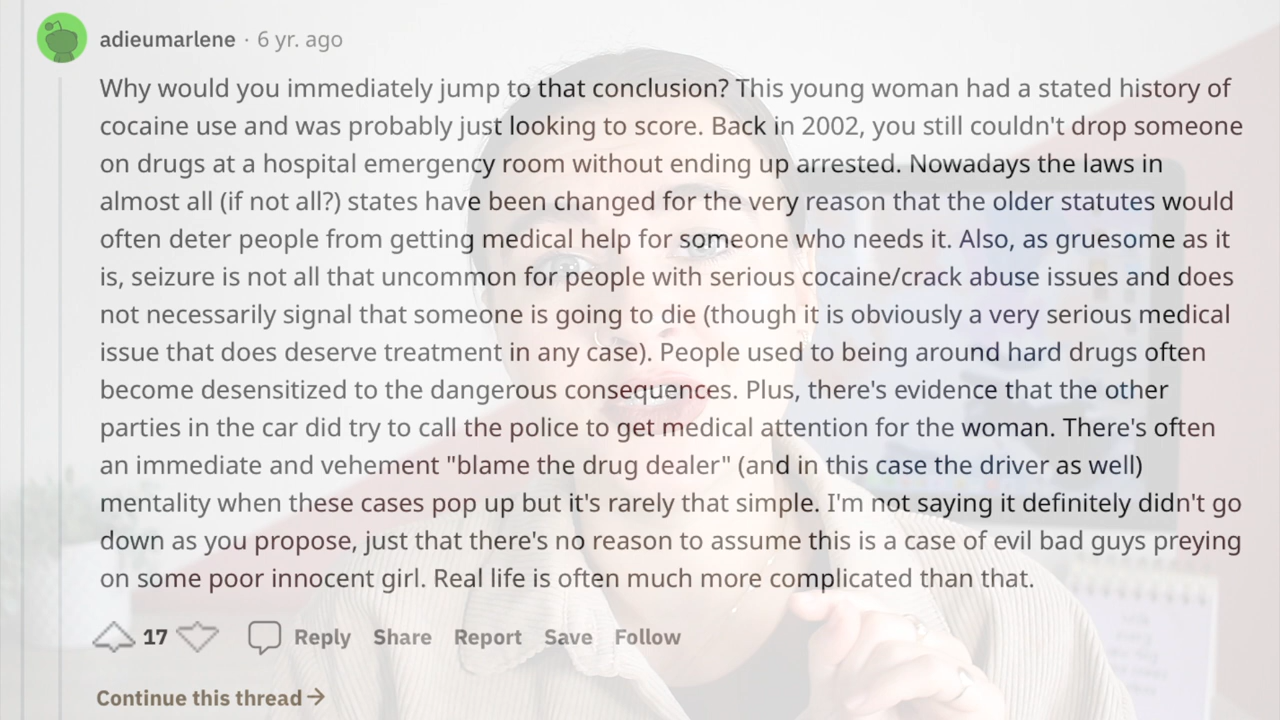 adieumarlene · 6 yr. ago
Why would you immediately jump to that conclusion? This young woman had a stated history of
cocaine use and was probably just looking to score. Back in 2002, you still couldn't drop someone
on drugs at a hospital emergency room without ending up arrested. Nowadays the laws in
almost all (if not all?) states have been changed for the very reason that the older statutes would
often deter people from getting medical help for someone who needs it. Also, as gruesome as it
is, seizure is not all that uncommon for people with serious cocaine/crack abuse issues and does
not necessarily signal that someone is going to die (though it is obviously a very serious medical
issue that does deserve treatment in any case). People used to being around hard drugs often
become desensitized to the dangerous consequences. Plus, there's evidence that the other
parties in the car did try to call the police to get medical attention for the woman. There's often
an immediate and vehement "blame the drug dealer" (and in this case the driver as well)
mentality when these cases pop up but it's rarely that simple. I'm not saying it definitely didn't go
down as you propose, just that there's no reason to assume this is a case of evil bad guys preying
on some poor innocent girl. Real life is often much more complicated than that.
17 Reply Share Report Save Follow
Continue this thread →